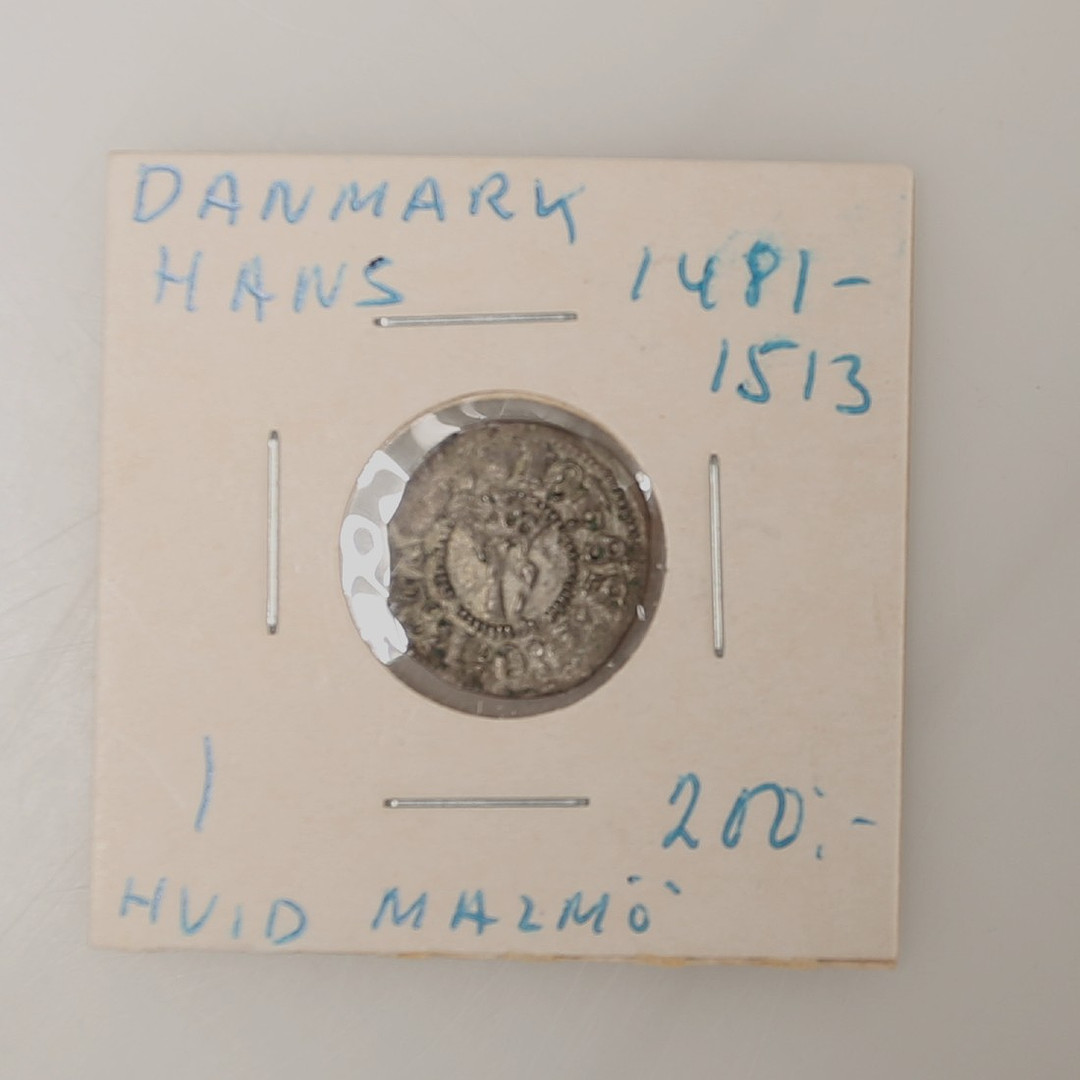 DANMARK
HANS 1481-
1513
1 200:-
HVID MALMÖ